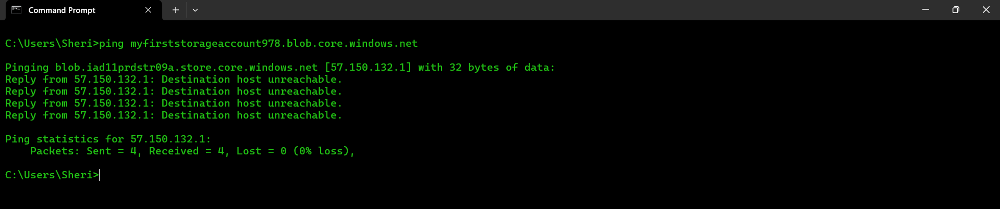 Command Prompt
C:\Users\Sheri>ping myfirststorageaccount978.blob.core.windows.net
Pinging blob.iad11prdstr09a.store.core.windows.net [57.150.132.1] with 32 bytes of data:
Reply from 57.150.132.1: Destination host unreachable.
Reply from 57.150.132.1: Destination host unreachable.
Reply from 57.150.132.1: Destination host unreachable.
Reply from 57.150.132.1: Destination host unreachable.
Ping statistics for 57.150.132.1:
    Packets: Sent = 4, Received = 4, Lost = 0 (0% loss),
C:\Users\Sheri>